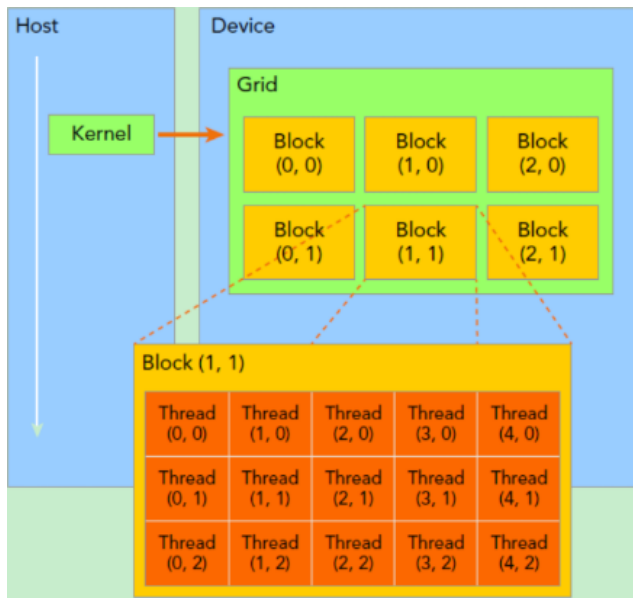 Host
Device
Grid
Kernel
Block
(0, 0)
Block
(1, 0)
Block
(2, 0)
Block
(0, 1)
Block
(1, 1)
Block
(2, 1)
Block (1, 1)
Thread
(0, 0)
Thread
(1, 0)
Thread
(2, 0)
Thread
(3, 0)
Thread
(4, 0)
Thread
(0, 1)
Thread
(1, 1)
Thread
(2, 1)
Thread
(3, 1)
Thread
(4, 1)
Thread
(0, 2)
Thread
(1, 2)
Thread
(2, 2)
Thread
(3, 2)
Thread
(4, 2)